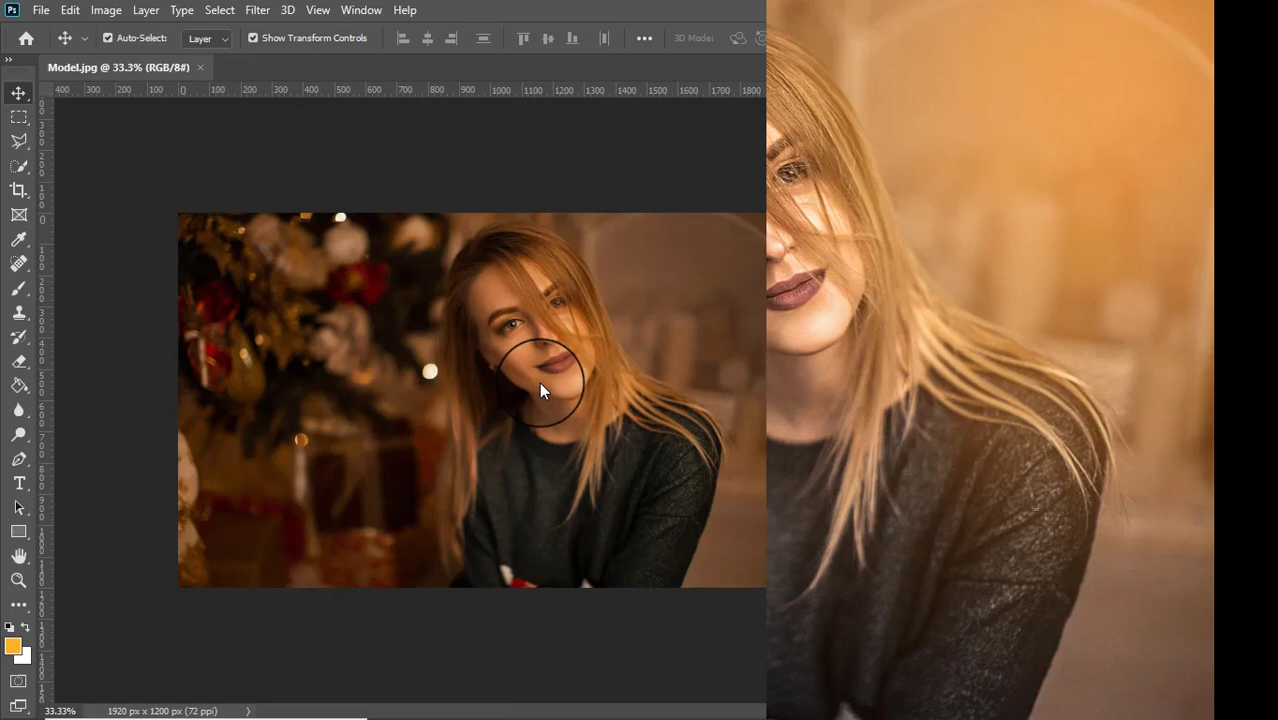 Ps File Edit Image Layer Type Select Filter 3D View Window Help
Auto-Select: Layer Show Transform Controls 3D Mode:
Model.jpg @ 33.3% (RGB/8#)
400 300 200 100 0 100 200 300 400 500 600 700 800 900 1000 1100 1200 1300 1400 1500 1600 1700 1800
33.33% 1920 px x 1200 px (72 ppi)